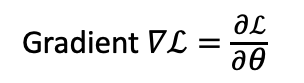 Gradient ∇ℒ = ∂ℒ/∂θ